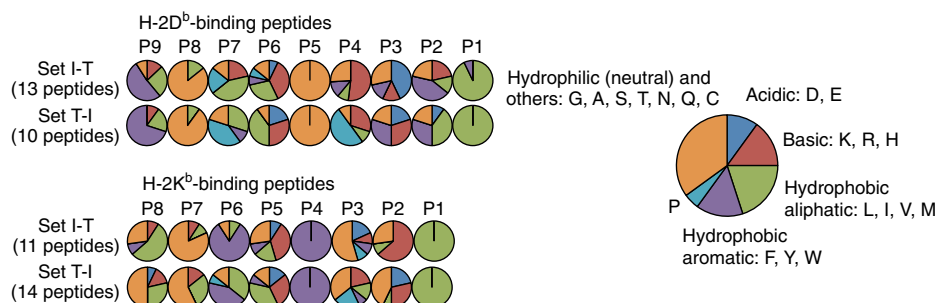 H-2Dᵇ-binding peptides
P9 P8 P7 P6 P5 P4 P3 P2 P1
Set I-T
(13 peptides)
Set T-I
(10 peptides)
H-2Kᵇ-binding peptides
P8 P7 P6 P5 P4 P3 P2 P1
Set I-T
(11 peptides)
Set T-I
(14 peptides)
Hydrophilic (neutral) and
others: G, A, S, T, N, Q, C
Acidic: D, E
Basic: K, R, H
Hydrophobic
aliphatic: L, I, V, M
P
Hydrophobic
aromatic: F, Y, W